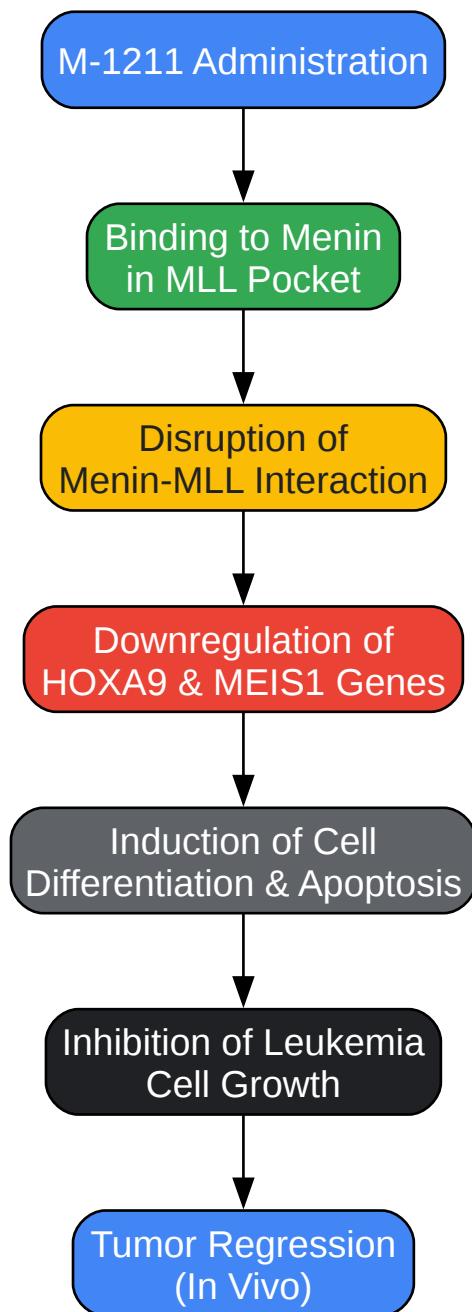 M-1211 Administration
Binding to Menin
in MLL Pocket
Disruption of
Menin-MLL Interaction
Downregulation of
HOXA9 & MEIS1 Genes
Induction of Cell
Differentiation & Apoptosis
Inhibition of Leukemia
Cell Growth
Tumor Regression
(In Vivo)